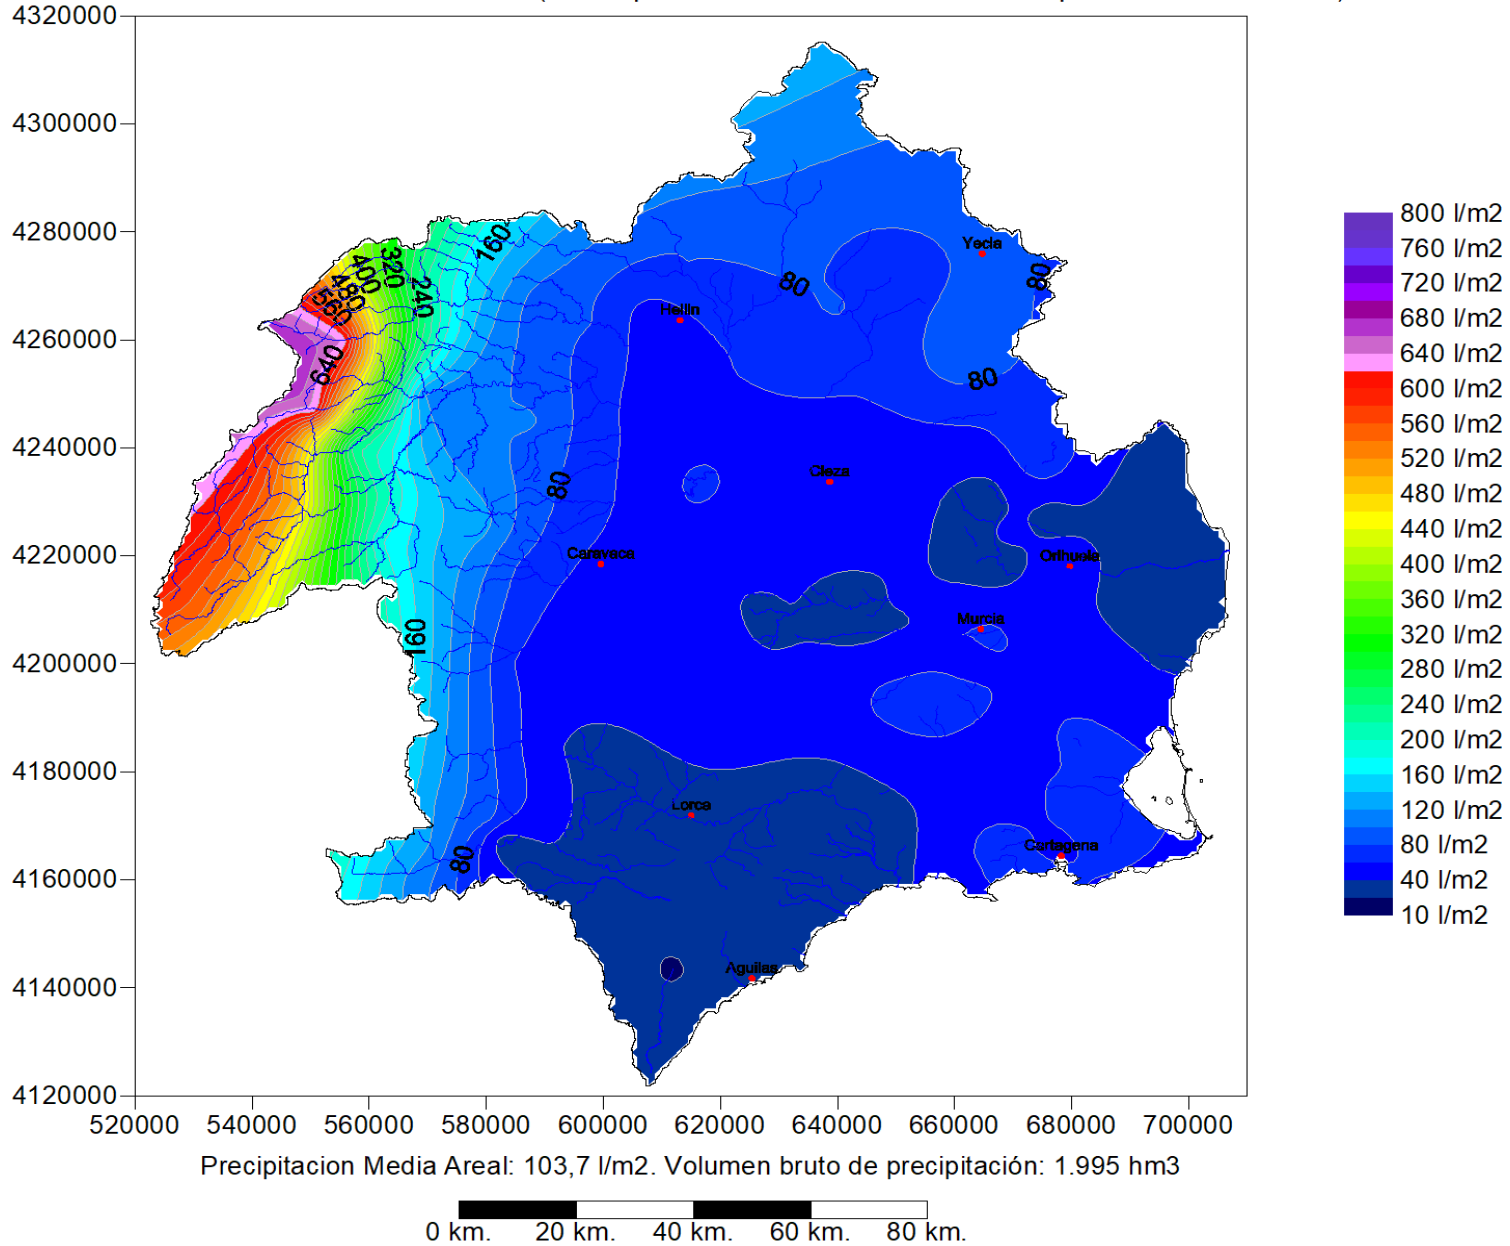 4320000
4300000
4280000
4260000
4240000
4220000
4200000
4180000
4160000
4140000
4120000
520000 540000 560000 580000 600000 620000 640000 660000 680000 700000
160
320
400
480
560
240
640
80
80
80
80
160
80
Yecla
Hellin
Cieza
Caravaca
Orihuela
Murcia
Lorca
Cartagena
Aguilas
800 l/m2
760 l/m2
720 l/m2
680 l/m2
640 l/m2
600 l/m2
560 l/m2
520 l/m2
480 l/m2
440 l/m2
400 l/m2
360 l/m2
320 l/m2
280 l/m2
240 l/m2
200 l/m2
160 l/m2
120 l/m2
80 l/m2
40 l/m2
10 l/m2
Precipitacion Media Areal: 103,7 l/m2. Volumen bruto de precipitación: 1.995 hm3
0 km. 20 km. 40 km. 60 km. 80 km.